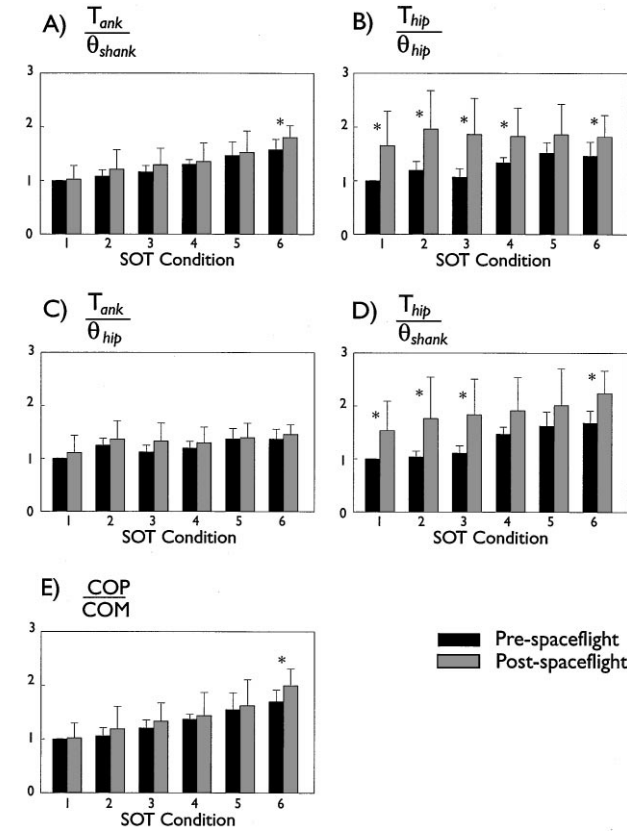 A) T_ank / θ_shank
3
2
1
0
*
1 2 3 4 5 6
SOT Condition
B) T_hip / θ_hip
3
2
1
0
* * * * *
1 2 3 4 5 6
SOT Condition
C) T_ank / θ_hip
3
2
1
0
1 2 3 4 5 6
SOT Condition
D) T_hip / θ_shank
3
2
1
0
* * * *
1 2 3 4 5 6
SOT Condition
E) COP / COM
3
2
1
0
*
1 2 3 4 5 6
SOT Condition
Pre-spaceflight
Post-spaceflight